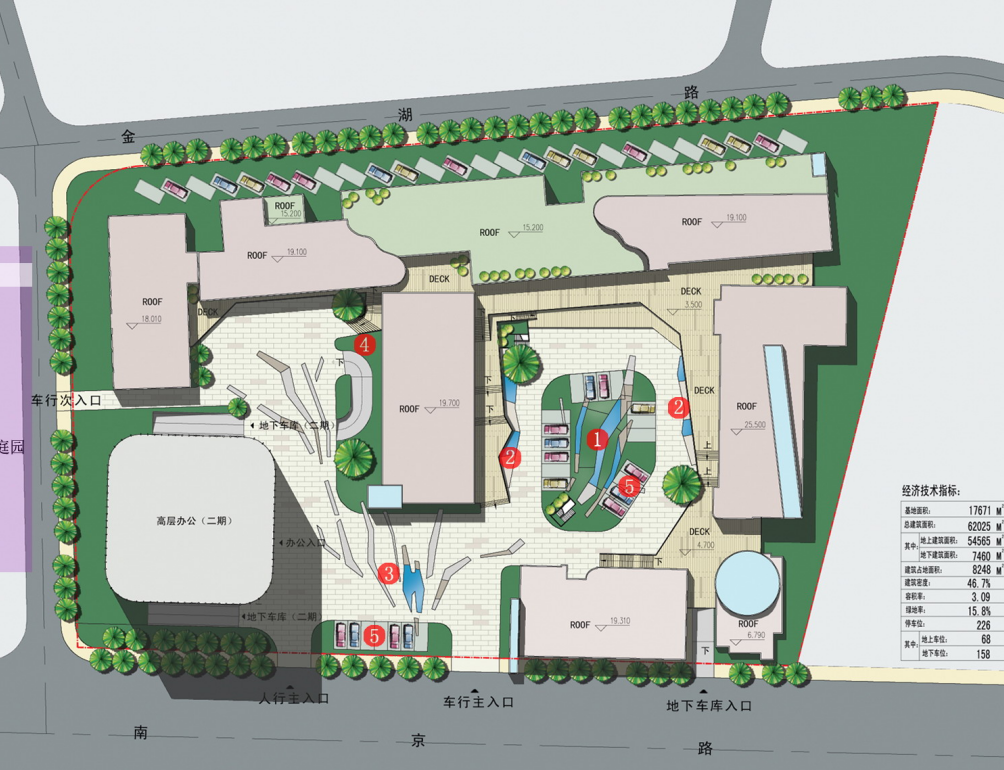 金 湖 路
ROOF
15.200
ROOF 19.100
ROOF 15.200
ROOF 19.100
ROOF
18.010
DECK
DECK
DECK
3.500
4
下
车行次入口
庭园
地下车库（二期）
ROOF 19.700
下
下
2
2
1
5
DECK
ROOF
25.500
上
上
高层办公（二期）
办公入口
3
DECK
4.700
下
地下车库（二期）
5
ROOF 19.310
下
ROOF
6.790
人行主入口
车行主入口
地下车库入口
南 京 路
经济技术指标:
基地面积: 17671 M²
总建筑面积: 62025 M²
其中: 地上建筑面积: 54565 M²
地下建筑面积: 7460 M²
建筑占地面积: 8248 M²
建筑密度: 46.7%
容积率: 3.09
绿地率: 15.8%
停车位: 226
其中: 地上车位: 68
地下车位: 158